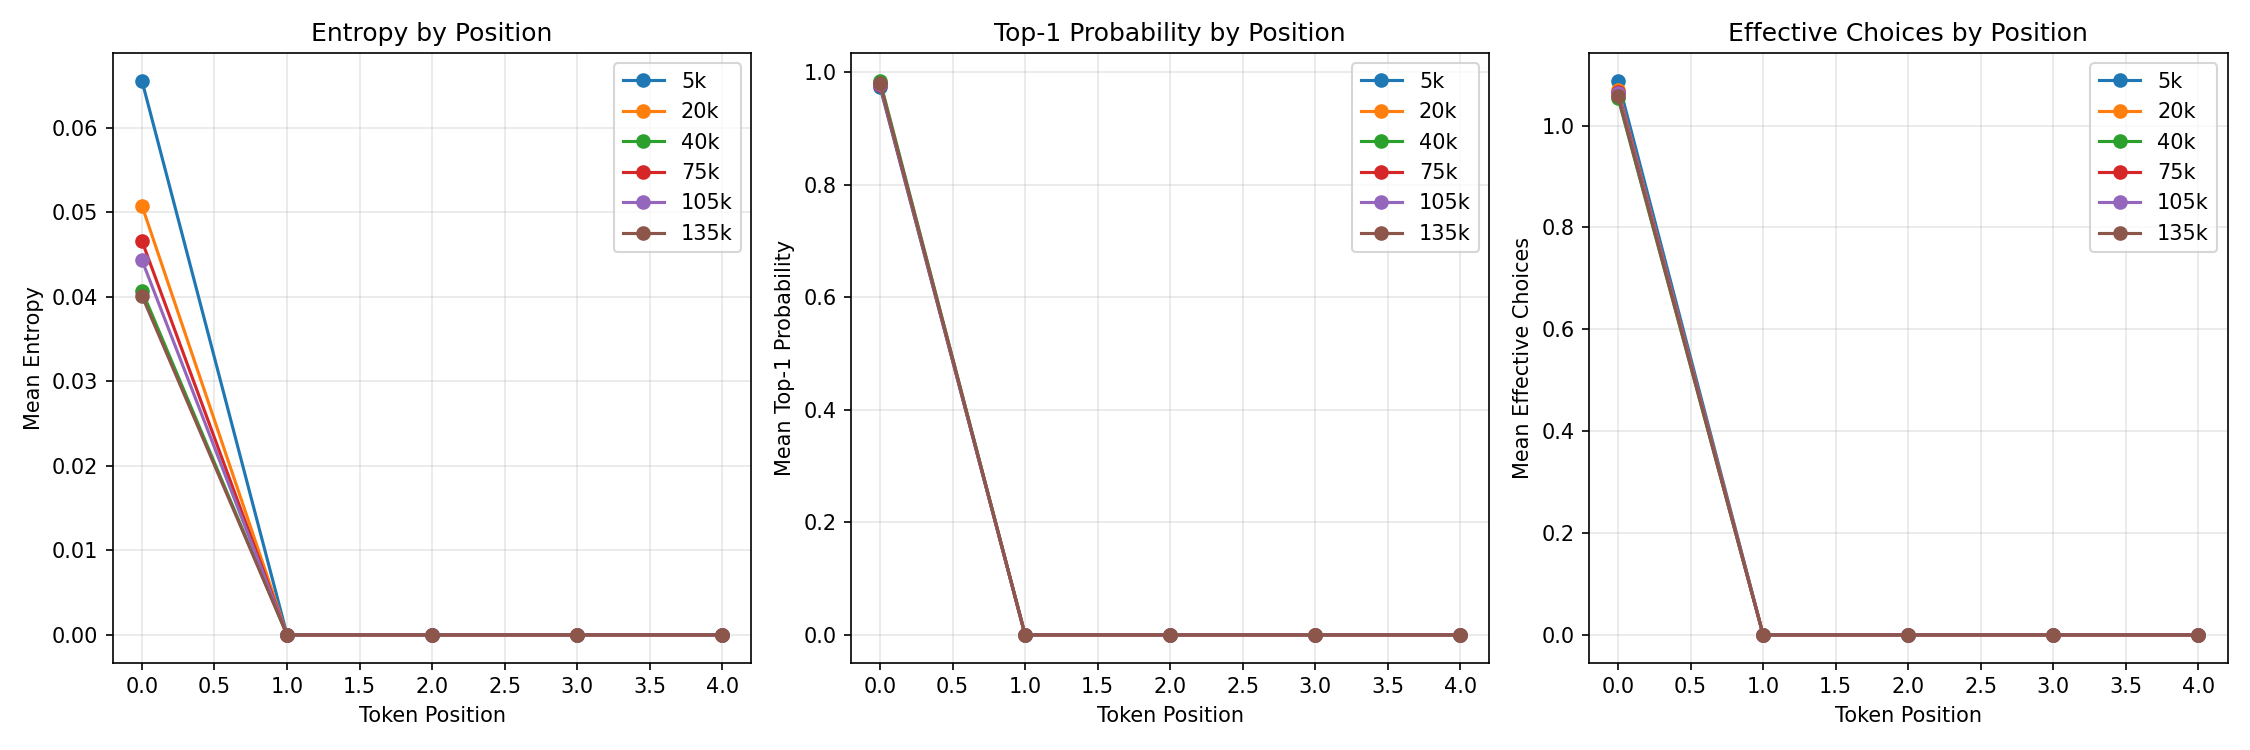 Entropy by Position
Mean Entropy
0.06
0.05
0.04
0.03
0.02
0.01
0.00
0.0 0.5 1.0 1.5 2.0 2.5 3.0 3.5 4.0
Token Position
5k
20k
40k
75k
105k
135k
Top-1 Probability by Position
Mean Top-1 Probability
1.0
0.8
0.6
0.4
0.2
0.0
0.0 0.5 1.0 1.5 2.0 2.5 3.0 3.5 4.0
Token Position
5k
20k
40k
75k
105k
135k
Effective Choices by Position
Mean Effective Choices
1.0
0.8
0.6
0.4
0.2
0.0
0.0 0.5 1.0 1.5 2.0 2.5 3.0 3.5 4.0
Token Position
5k
20k
40k
75k
105k
135k